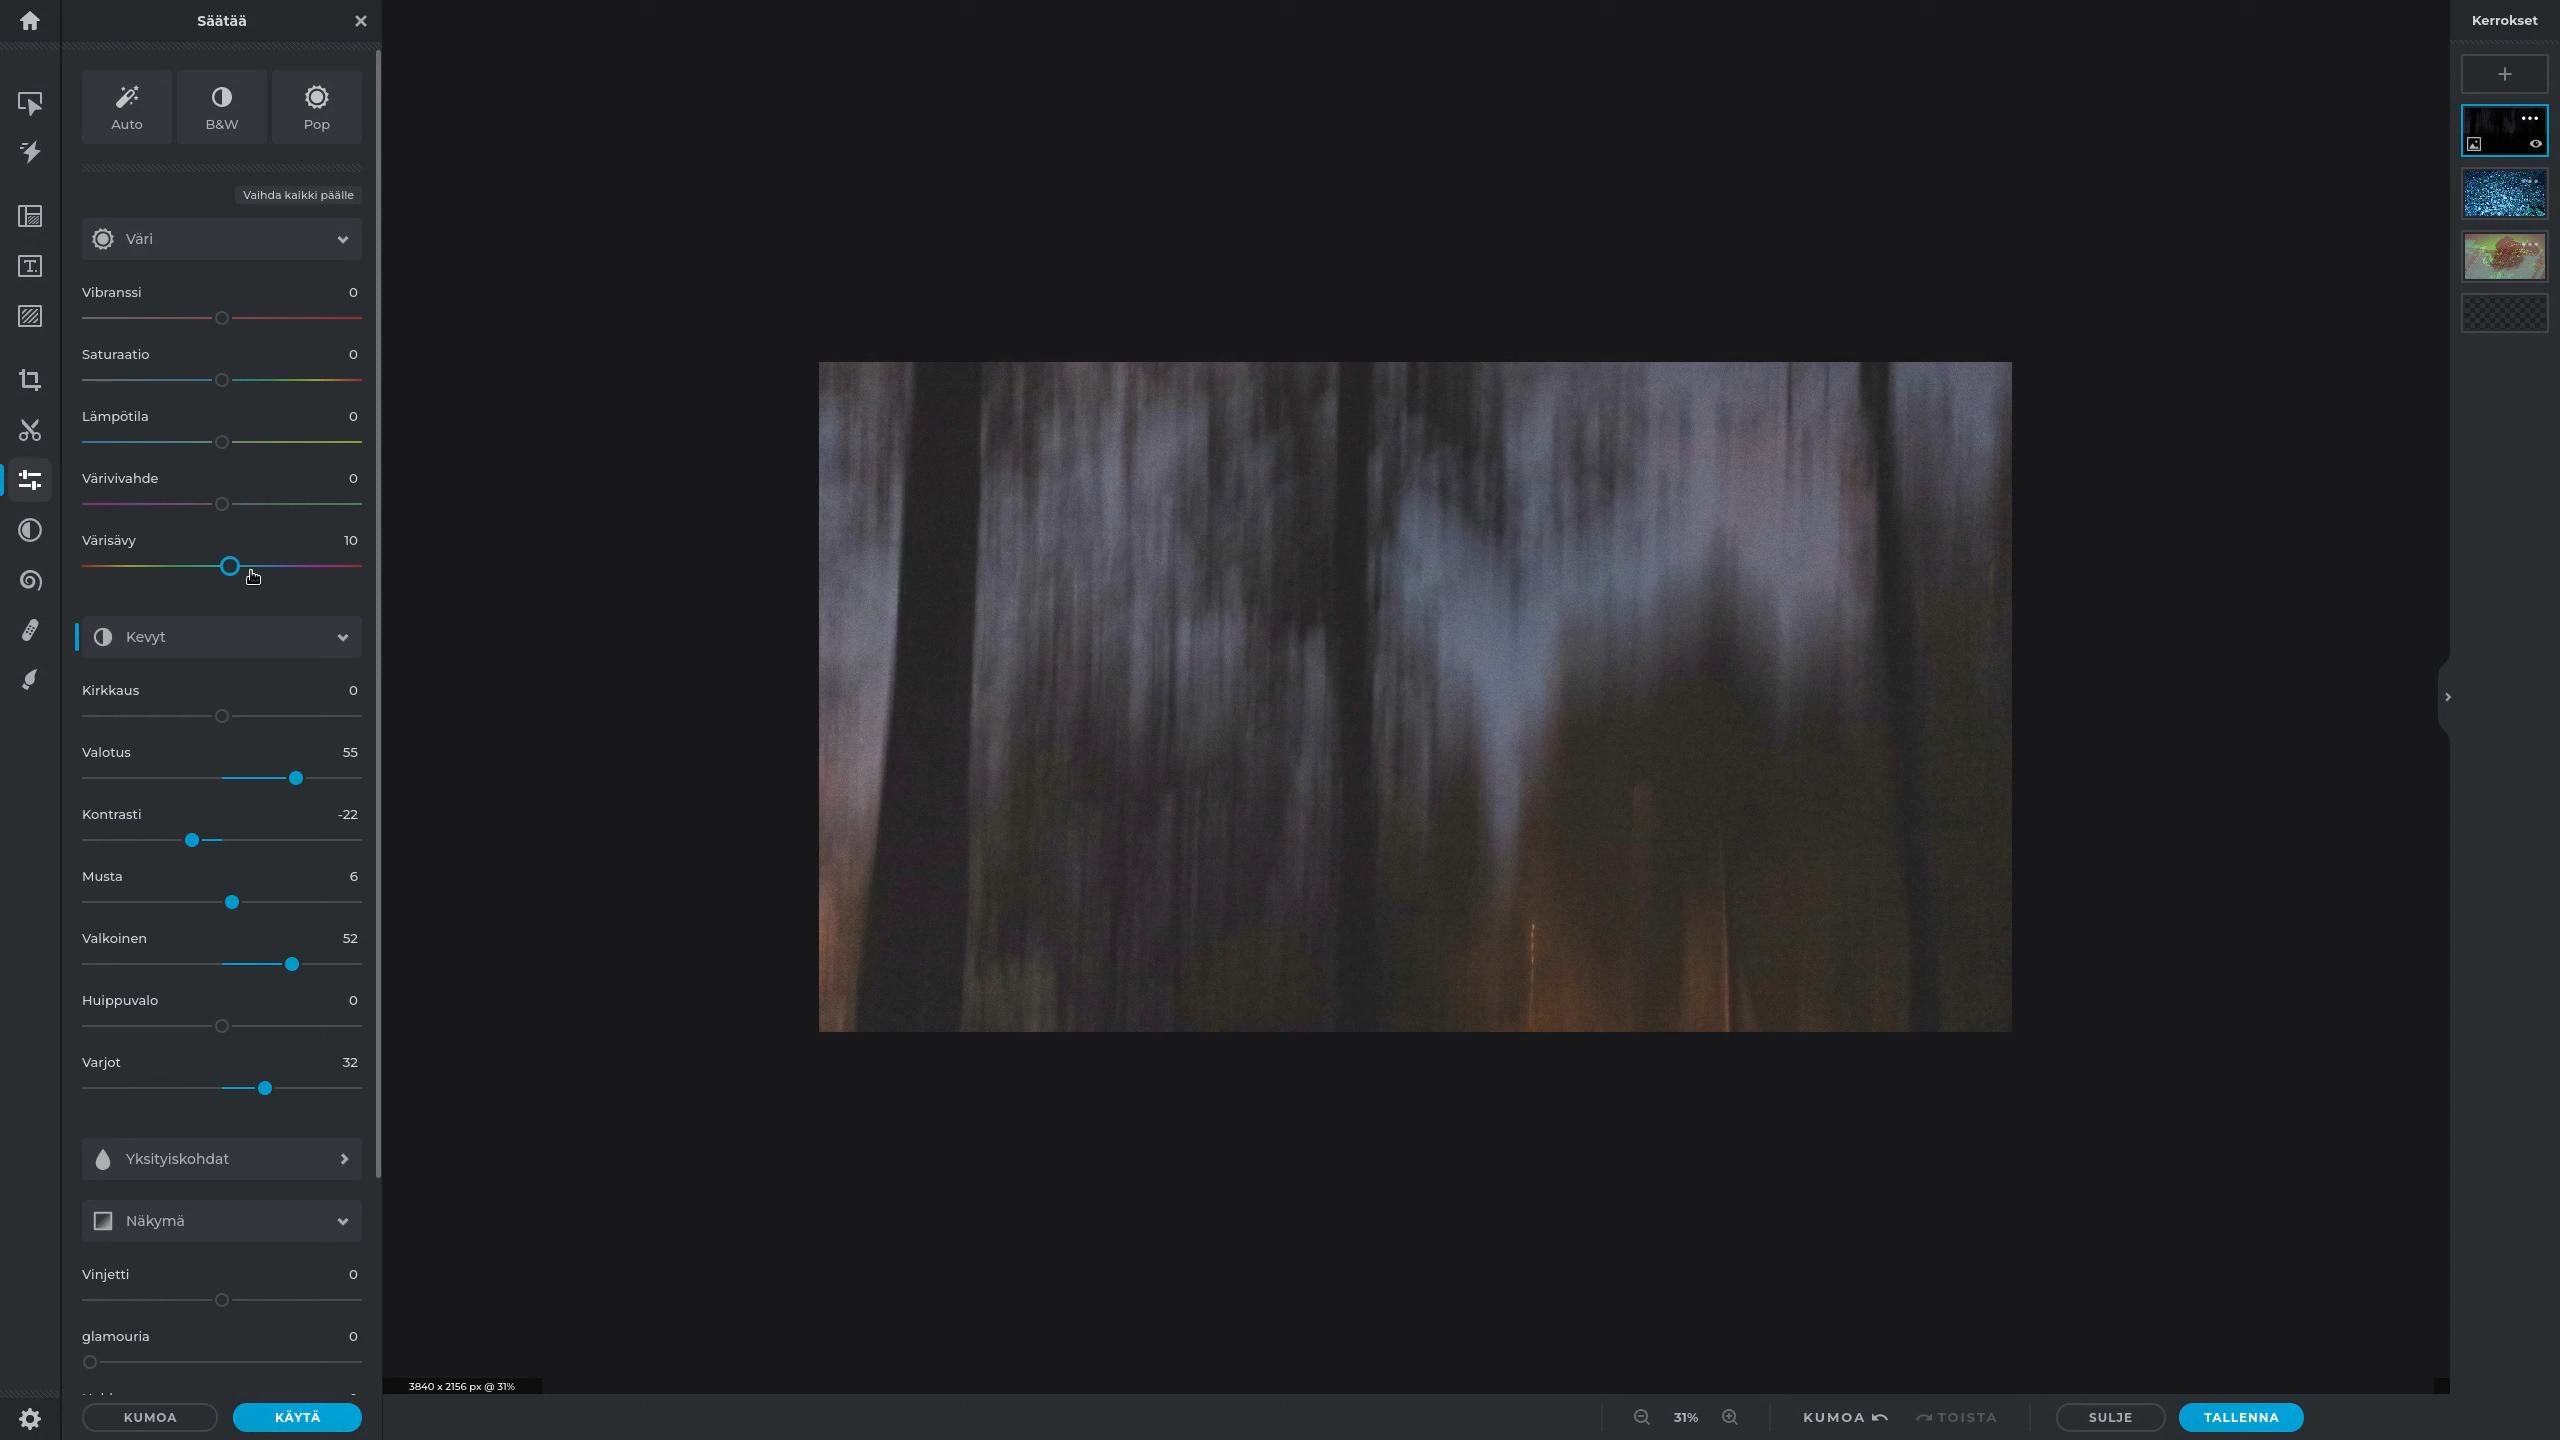 Säätää
Kerrokset
Auto
B&W
Pop
Vaihda kaikki päälle
Väri
Vibranssi 0
Saturaatio 0
Lämpötila 0
Värivivahde 0
Värisävy 10
Kevyt
Kirkkaus 0
Valotus 55
Kontrasti -22
Musta 6
Valkoinen 52
Huippuvalo 0
Varjot 32
Yksityiskohdat
Näkymä
Vinjetti 0
glamouria 0
3840 x 2156 px @ 31%
KUMOA
KÄYTÄ
31%
KUMOA
TOISTA
SULJE
TALLENNA